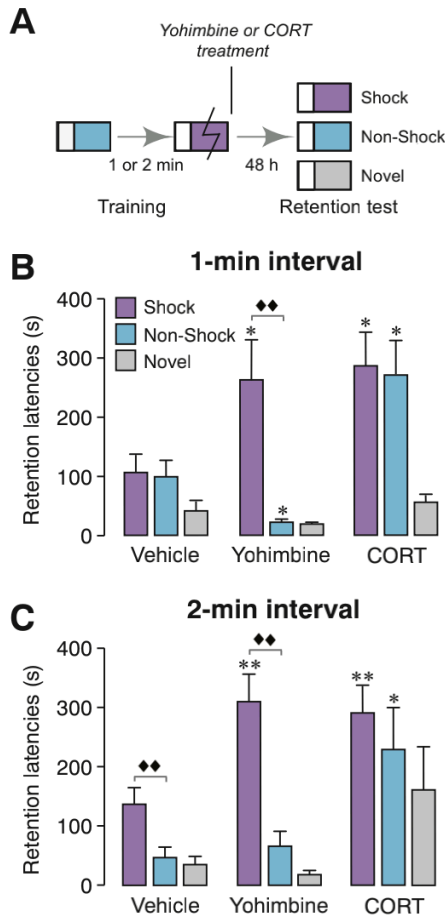 A
Yohimbine or CORT
treatment
Shock
Non-Shock
Novel
1 or 2 min
48 h
Training
Retention test
B
1-min interval
Retention latencies (s)
400
300
200
100
0
Shock
Non-Shock
Novel
♦♦
*
*
*
*
Vehicle
Yohimbine
CORT
C
2-min interval
Retention latencies (s)
400
300
200
100
0
♦♦
♦♦
**
**
*
Vehicle
Yohimbine
CORT